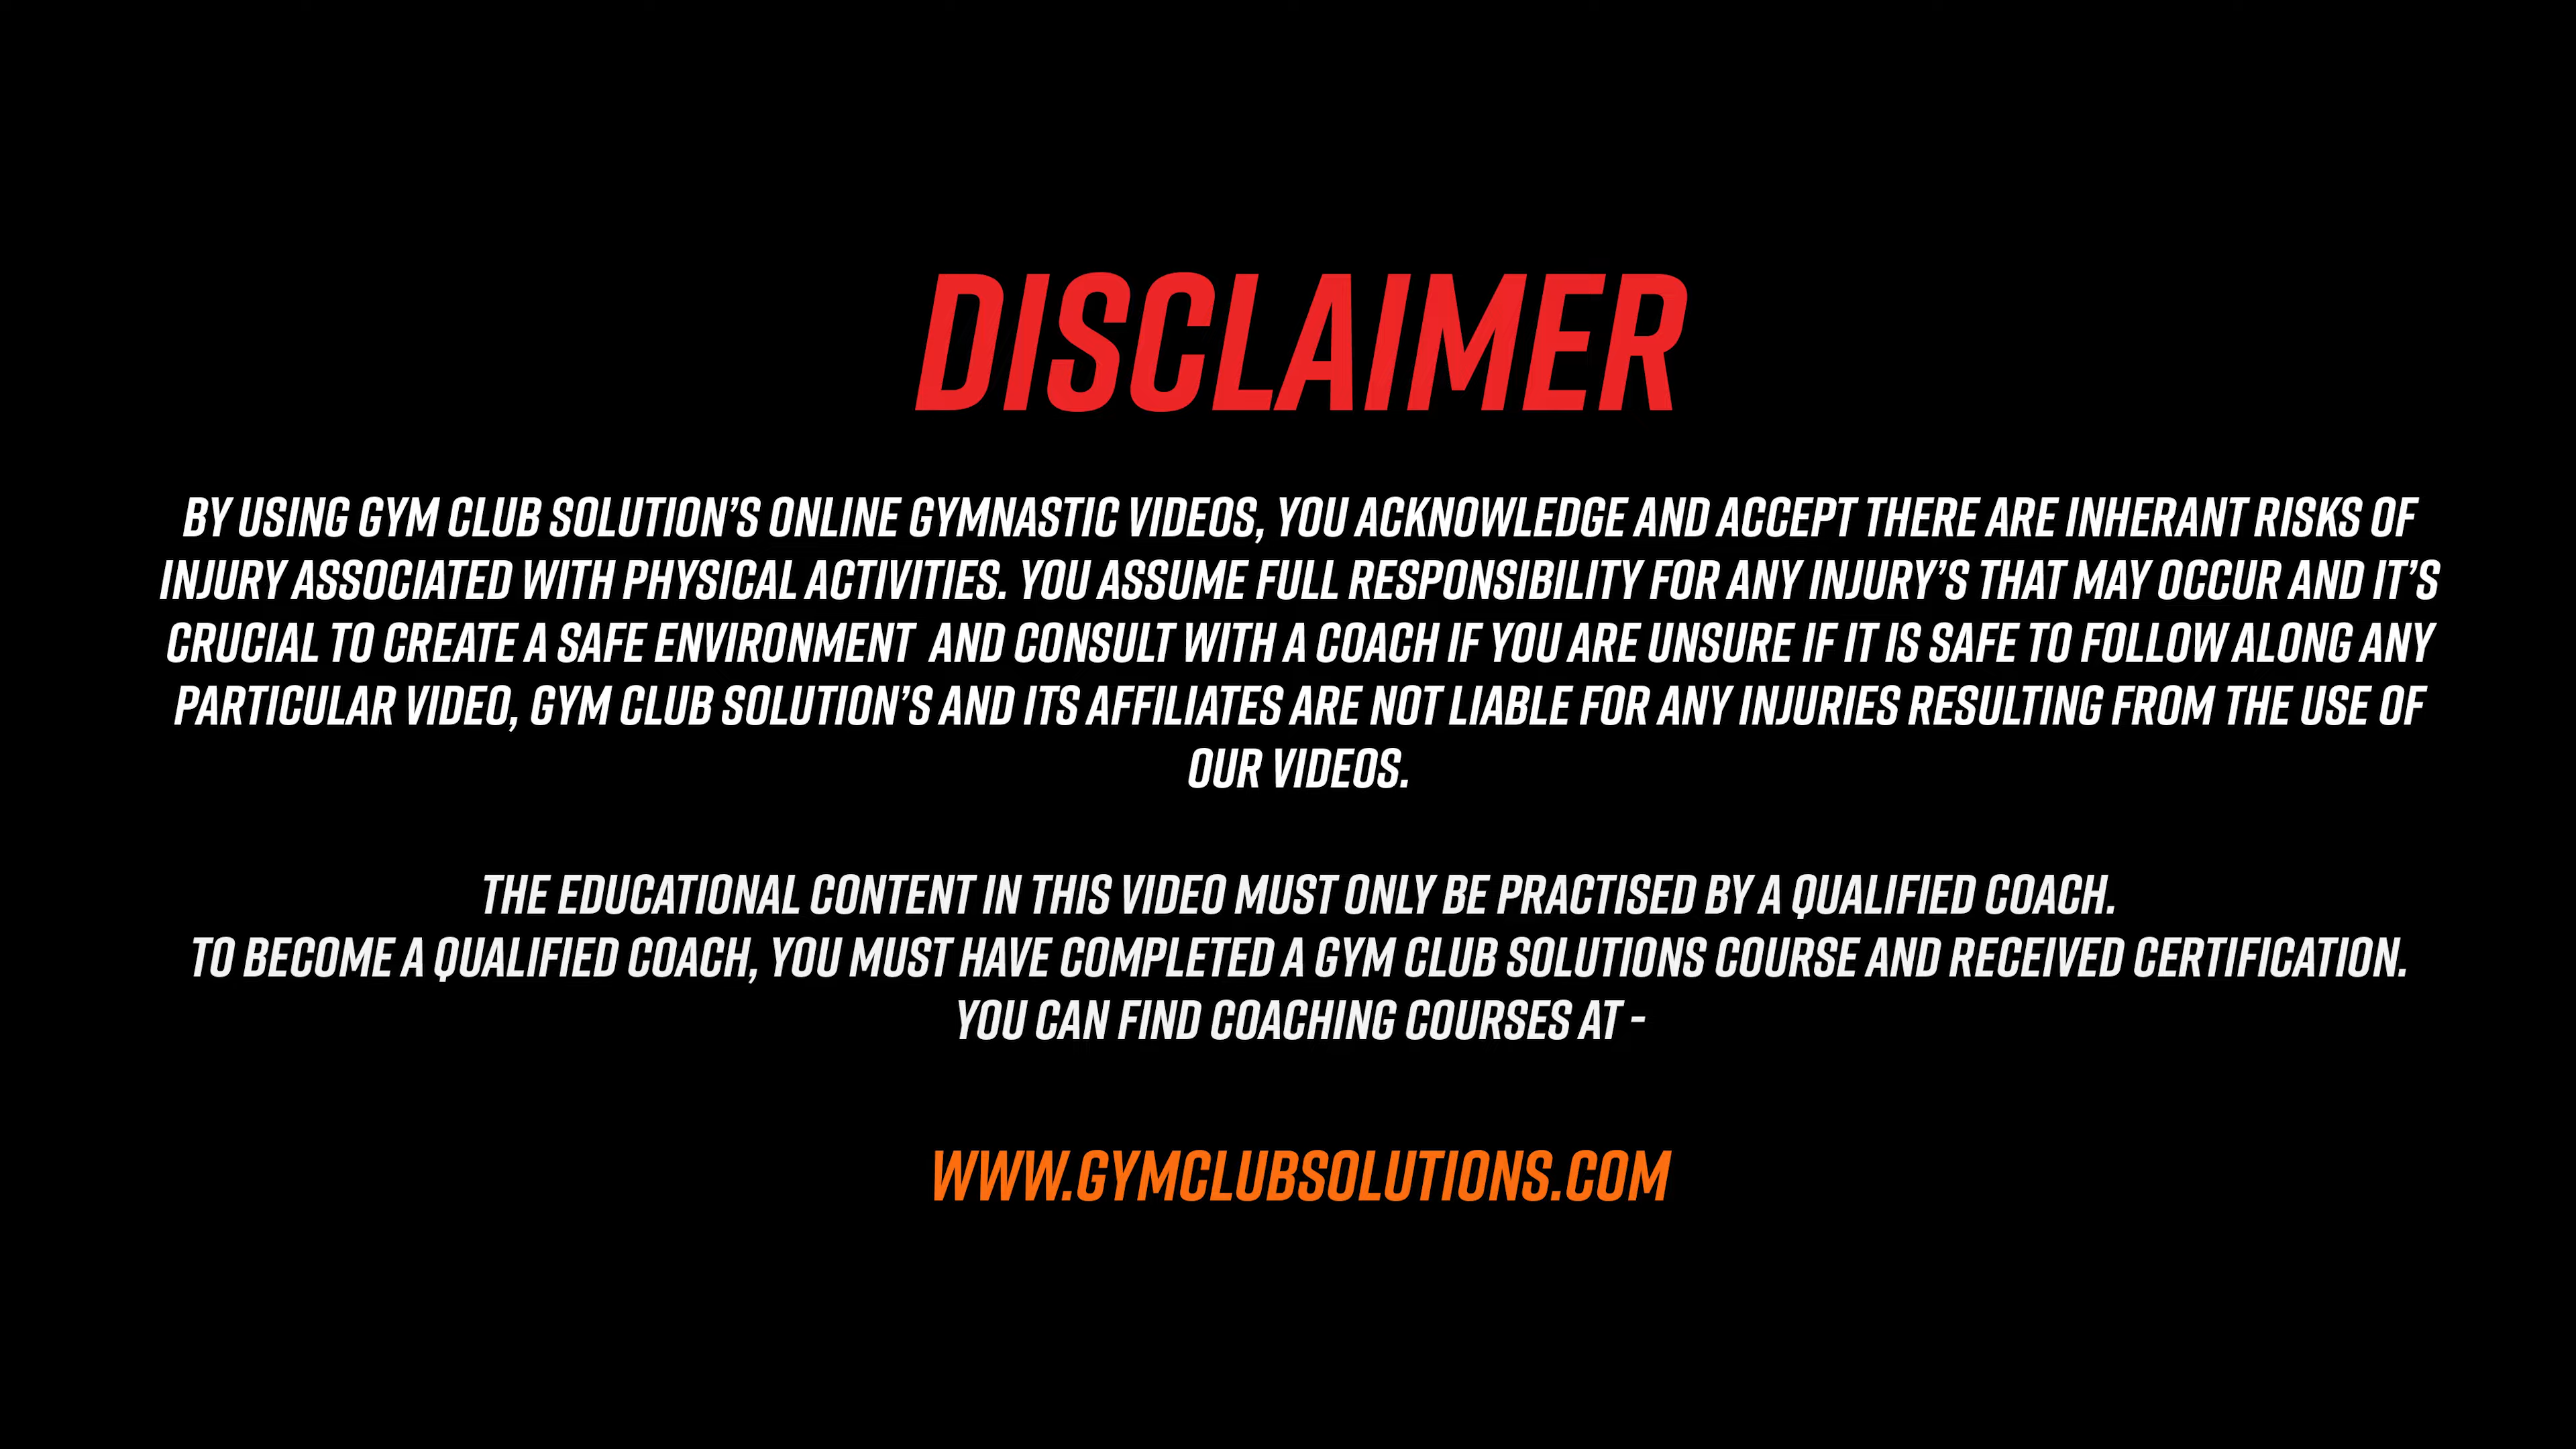 DISCLAIMER
BY USING GYM CLUB SOLUTION'S ONLINE GYMNASTIC VIDEOS, YOU ACKNOWLEDGE AND ACCEPT THERE ARE INHERANT RISKS OF
INJURY ASSOCIATED WITH PHYSICAL ACTIVITIES. YOU ASSUME FULL RESPONSIBILITY FOR ANY INJURY'S THAT MAY OCCUR AND IT'S
CRUCIAL TO CREATE A SAFE ENVIRONMENT AND CONSULT WITH A COACH IF YOU ARE UNSURE IF IT IS SAFE TO FOLLOW ALONG ANY
PARTICULAR VIDEO, GYM CLUB SOLUTION'S AND ITS AFFILIATES ARE NOT LIABLE FOR ANY INJURIES RESULTING FROM THE USE OF
OUR VIDEOS.
THE EDUCATIONAL CONTENT IN THIS VIDEO MUST ONLY BE PRACTISED BY A QUALIFIED COACH.
TO BECOME A QUALIFIED COACH, YOU MUST HAVE COMPLETED A GYM CLUB SOLUTIONS COURSE AND RECEIVED CERTIFICATION.
YOU CAN FIND COACHING COURSES AT -
WWW.GYMCLUBSOLUTIONS.COM